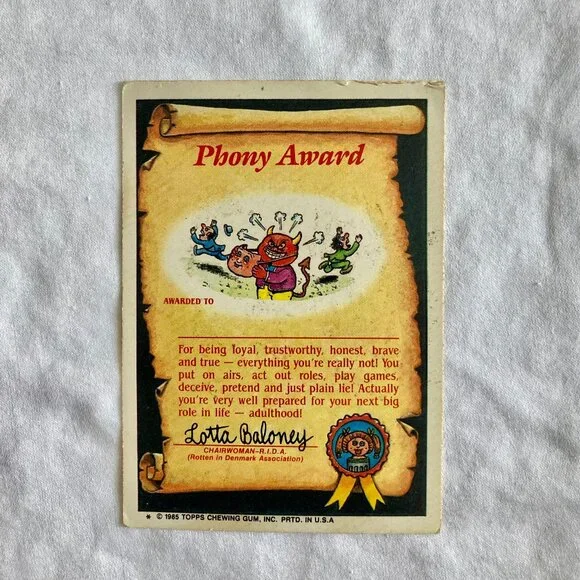 Phony Award
AWARDED TO
For being loyal, trustworthy, honest, brave
and true — everything you're really not! You
put on airs, act out roles, play games,
deceive, pretend and just plain lie! Actually
you're very well prepared for your next big
role in life — adulthood!
Lotta Baloney
CHAIRWOMAN-R.I.D.A.
(Rotten in Denmark Association)
* © 1985 TOPPS CHEWING GUM, INC. PRTD. IN U.S.A